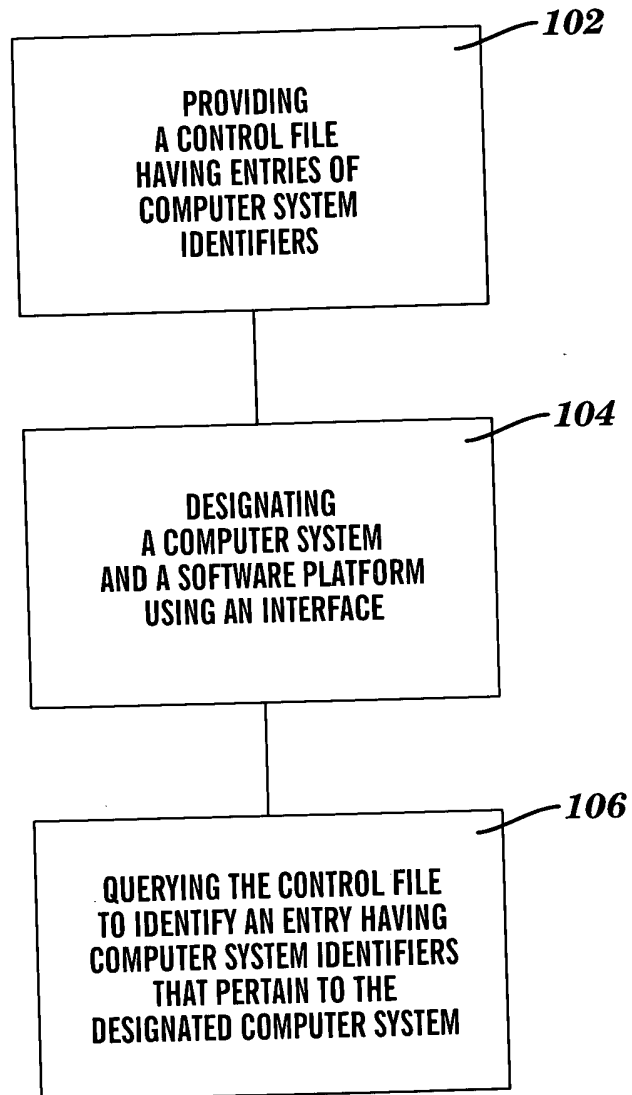 102
PROVIDING
A CONTROL FILE
HAVING ENTRIES OF
COMPUTER SYSTEM
IDENTIFIERS
104
DESIGNATING
A COMPUTER SYSTEM
AND A SOFTWARE PLATFORM
USING AN INTERFACE
106
QUERYING THE CONTROL FILE
TO IDENTIFY AN ENTRY HAVING
COMPUTER SYSTEM IDENTIFIERS
THAT PERTAIN TO THE
DESIGNATED COMPUTER SYSTEM